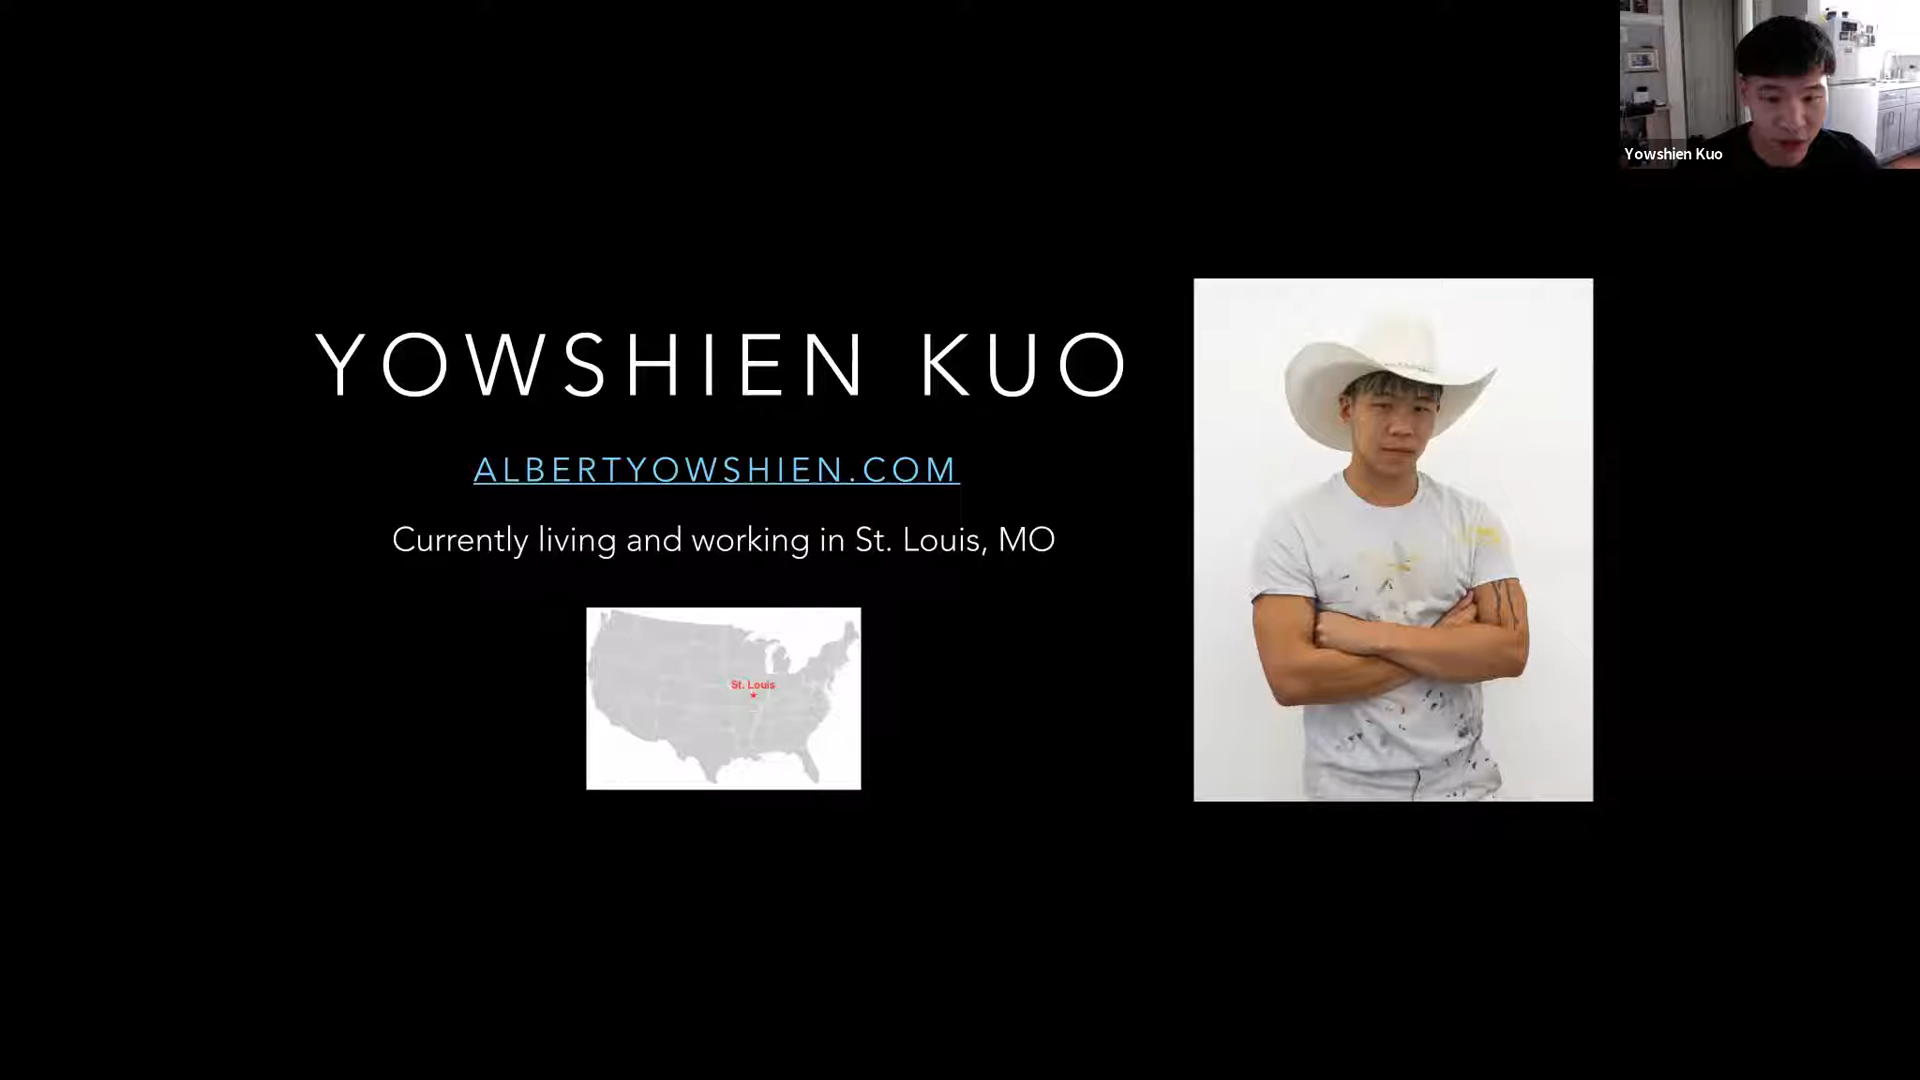 Yowshien Kuo
YOWSHIEN KUO
ALBERTYOWSHIEN.COM
Currently living and working in St. Louis, MO
St. Louis